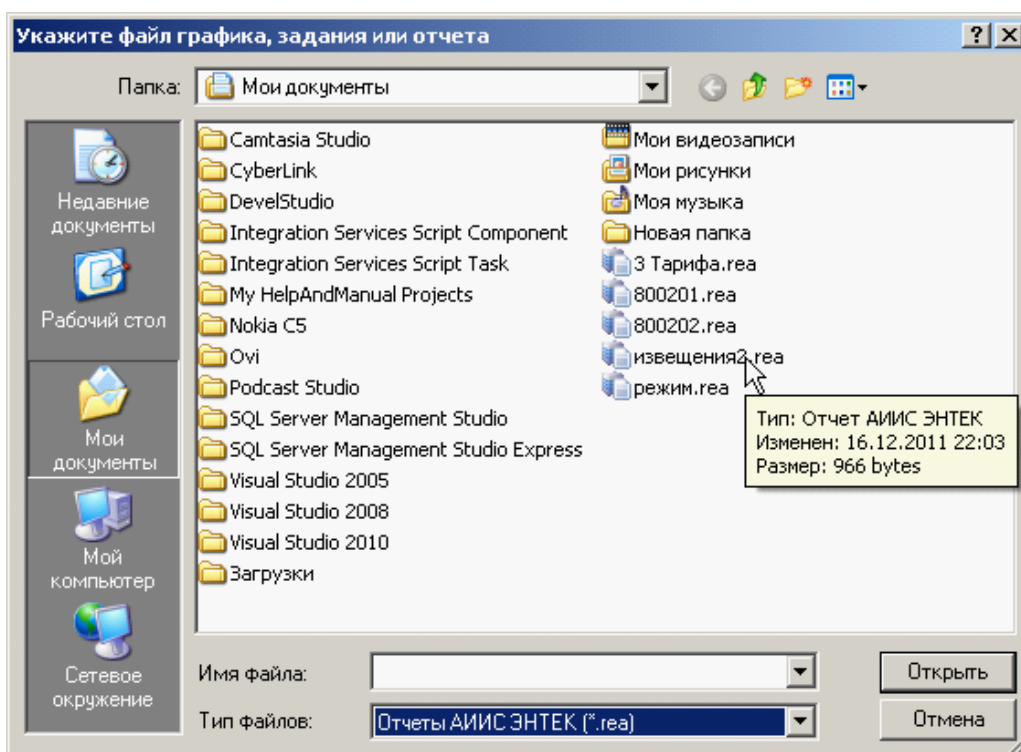 Укажите файл графика, задания или отчета
Папка: Мои документы
Недавние
документы
Рабочий стол
Мои
документы
Мой
компьютер
Сетевое
окружение
Camtasia Studio
CyberLink
DevelStudio
Integration Services Script Component
Integration Services Script Task
My HelpAndManual Projects
Nokia C5
Ovi
Podcast Studio
SQL Server Management Studio
SQL Server Management Studio Express
Visual Studio 2005
Visual Studio 2008
Visual Studio 2010
Загрузки
Мои видеозаписи
Мои рисунки
Моя музыка
Новая папка
3 Тарифа.rea
800201.rea
800202.rea
извещения2.rea
режим.rea
Тип: Отчет АИИС ЭНТЕК
Изменен: 16.12.2011 22:03
Размер: 966 bytes
Имя файла:
Открыть
Тип файлов: Отчеты АИИС ЭНТЕК (*.rea)
Отмена